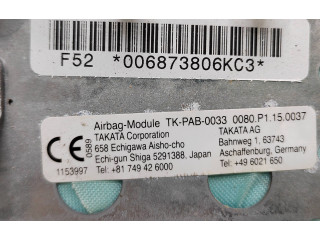 F52 *006873806KC3*
Airbag-Module TK-PAB-0033 0080.P1.15.0037
TAKATA Corporation
658 Echigawa Aisho-cho
Echi-gun Shiga 5291388, Japan
Tel: +81 749 42 6000
TAKATA AG
Bahnweg 1, 63743
Aschaffenburg, Germany
Tel: +49 6021 650
CE
0589
1153997